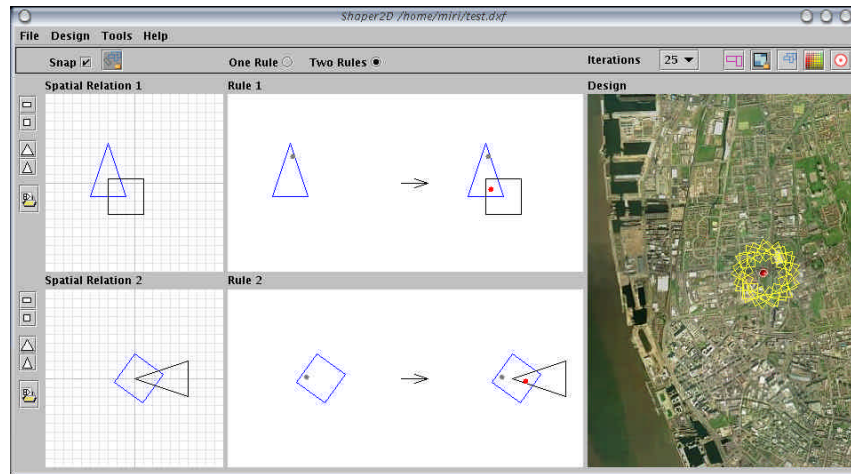 Shaper2D /home/miri/test.dxf
File Design Tools Help
Snap One Rule Two Rules Iterations 25
Spatial Relation 1 Rule 1 Design
Spatial Relation 2 Rule 2